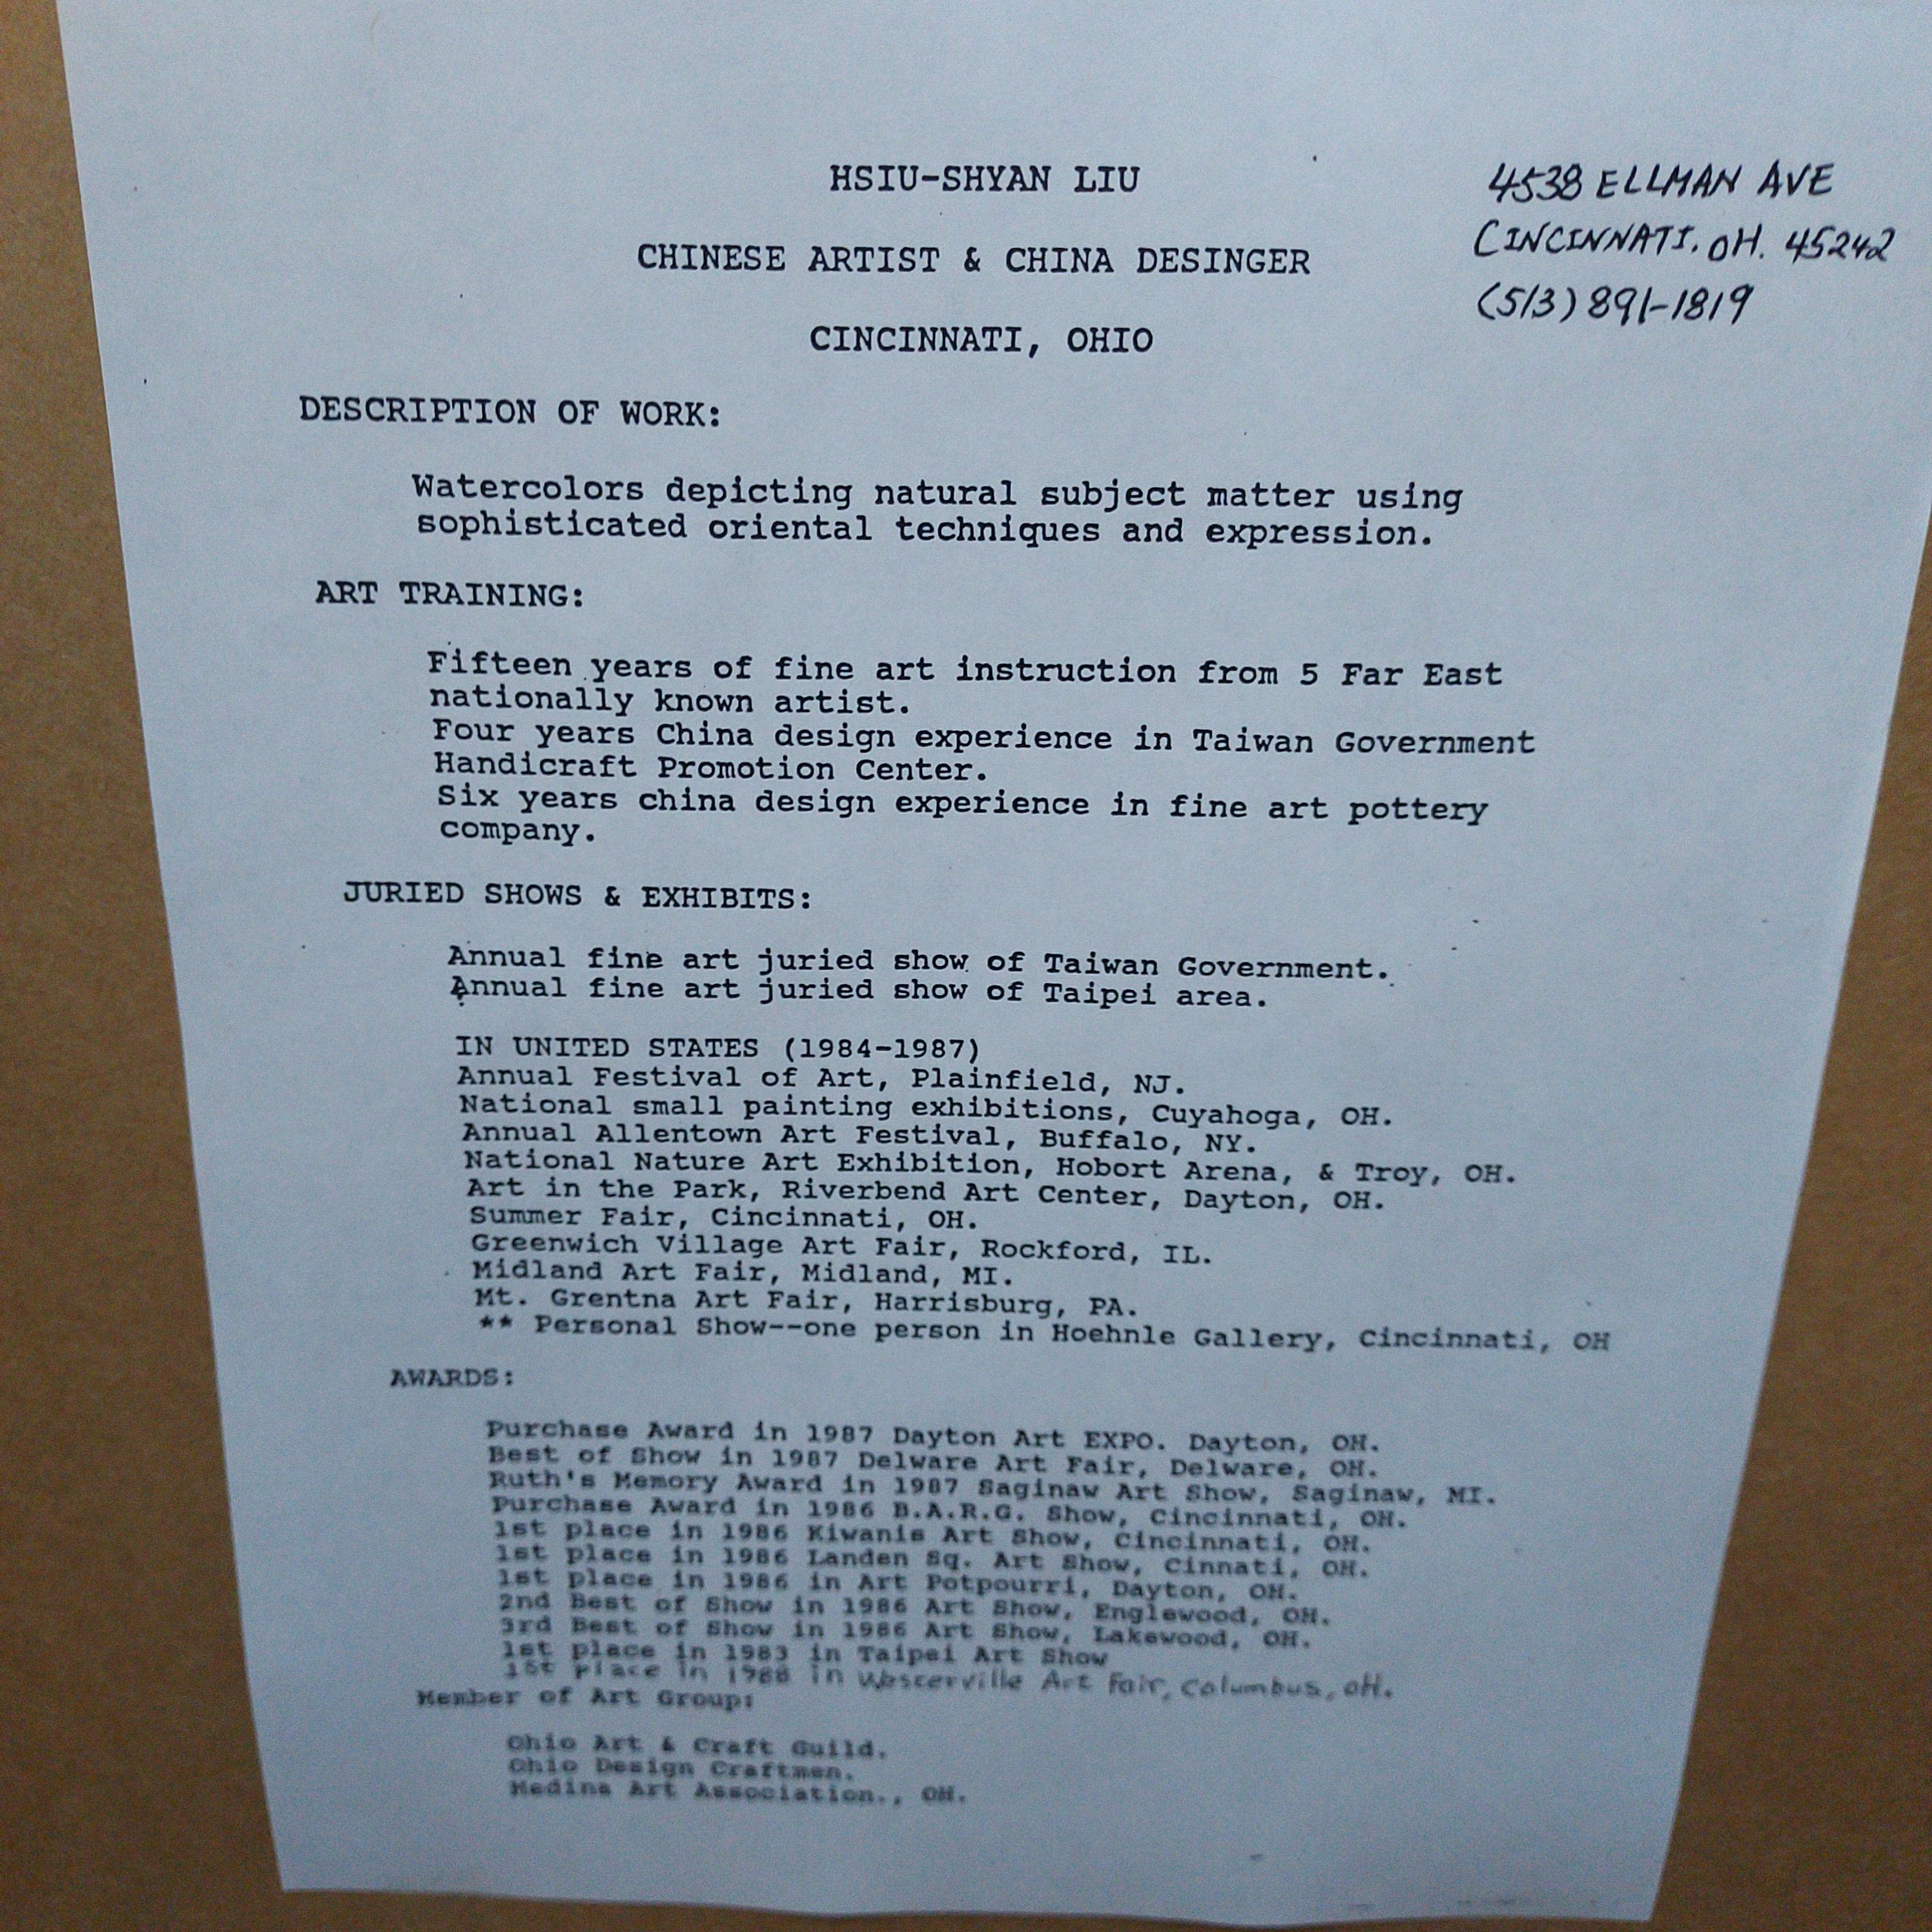 HSIU-SHYAN LIU
CHINESE ARTIST & CHINA DESINGER
CINCINNATI, OHIO
4538 ELLMAN AVE
CINCINNATI, OH. 45242
(513) 891-1819
DESCRIPTION OF WORK:
Watercolors depicting natural subject matter using
sophisticated oriental techniques and expression.
ART TRAINING:
Fifteen years of fine art instruction from 5 Far East
nationally known artist.
Four years China design experience in Taiwan Government
Handicraft Promotion Center.
Six years china design experience in fine art pottery
company.
JURIED SHOWS & EXHIBITS:
Annual fine art juried show of Taiwan Government.
Annual fine art juried show of Taipei area.
IN UNITED STATES (1984-1987)
Annual Festival of Art, Plainfield, NJ.
National small painting exhibitions, Cuyahoga, OH.
Annual Allentown Art Festival, Buffalo, NY.
National Nature Art Exhibition, Hobort Arena, & Troy, OH.
Art in the Park, Riverbend Art Center, Dayton, OH.
Summer Fair, Cincinnati, OH.
Greenwich Village Art Fair, Rockford, IL.
Midland Art Fair, Midland, MI.
Mt. Grentna Art Fair, Harrisburg, PA.
** Personal Show--one person in Hoehnle Gallery, Cincinnati, OH
AWARDS:
Purchase Award in 1987 Dayton Art EXPO. Dayton, OH.
Best of Show in 1987 Delware Art Fair, Delware, OH.
Ruth's Memory Award in 1987 Saginaw Art Show, Saginaw, MI.
Purchase Award in 1986 B.A.R.G. Show, Cincinnati, OH.
1st place in 1986 Kiwanis Art Show, Cincinnati, OH.
1st place in 1986 Landen Sq. Art Show, Cinnati, OH.
1st place in 1986 in Art Potpourri, Dayton, OH.
2nd Best of Show in 1986 Art Show, Englewood, OH.
3rd Best of Show in 1986 Art Show, Lakewood, OH.
1st place in 1983 in Taipei Art Show
1st place in 1988 in Westerville Art Fair, Columbus, OH.
Member of Art Group:
Ohio Art & Craft Guild.
Ohio Design Craftmen.
Medina Art Association., OH.